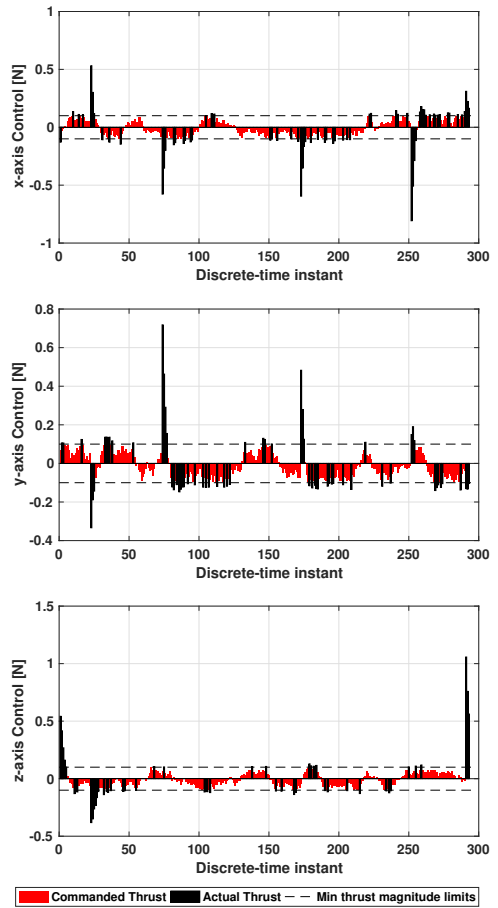 1
0.5
0
-0.5
-1
x-axis Control [N]
0 50 100 150 200 250 300
Discrete-time instant
0.8
0.6
0.4
0.2
0
-0.2
-0.4
y-axis Control [N]
0 50 100 150 200 250 300
Discrete-time instant
1.5
1
0.5
0
-0.5
z-axis Control [N]
0 50 100 150 200 250 300
Discrete-time instant
Commanded Thrust Actual Thrust Min thrust magnitude limits